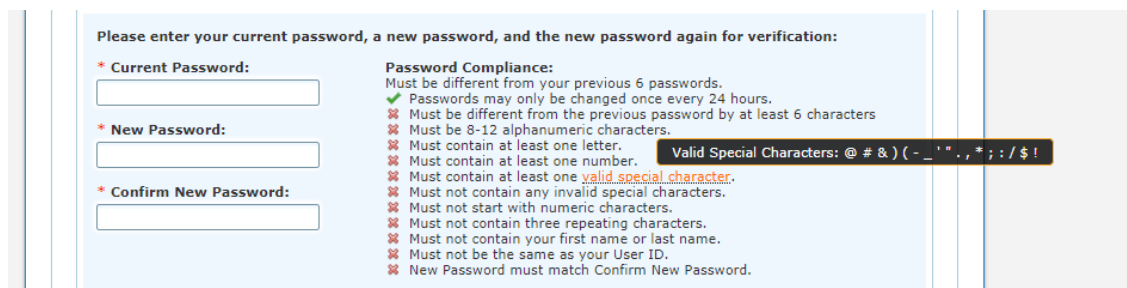 Please enter your current password, a new password, and the new password again for verification:
* Current Password:
* New Password:
* Confirm New Password:
Password Compliance:
Must be different from your previous 6 passwords.
Passwords may only be changed once every 24 hours.
Must be different from the previous password by at least 6 characters
Must be 8-12 alphanumeric characters.
Must contain at least one letter.
Must contain at least one number.
Must contain at least one valid special character.
Must not contain any invalid special characters.
Must not start with numeric characters.
Must not contain three repeating characters.
Must not contain your first name or last name.
Must not be the same as your User ID.
New Password must match Confirm New Password.
Valid Special Characters: @ # & ) ( - _ ' " . , * ; : / $ !